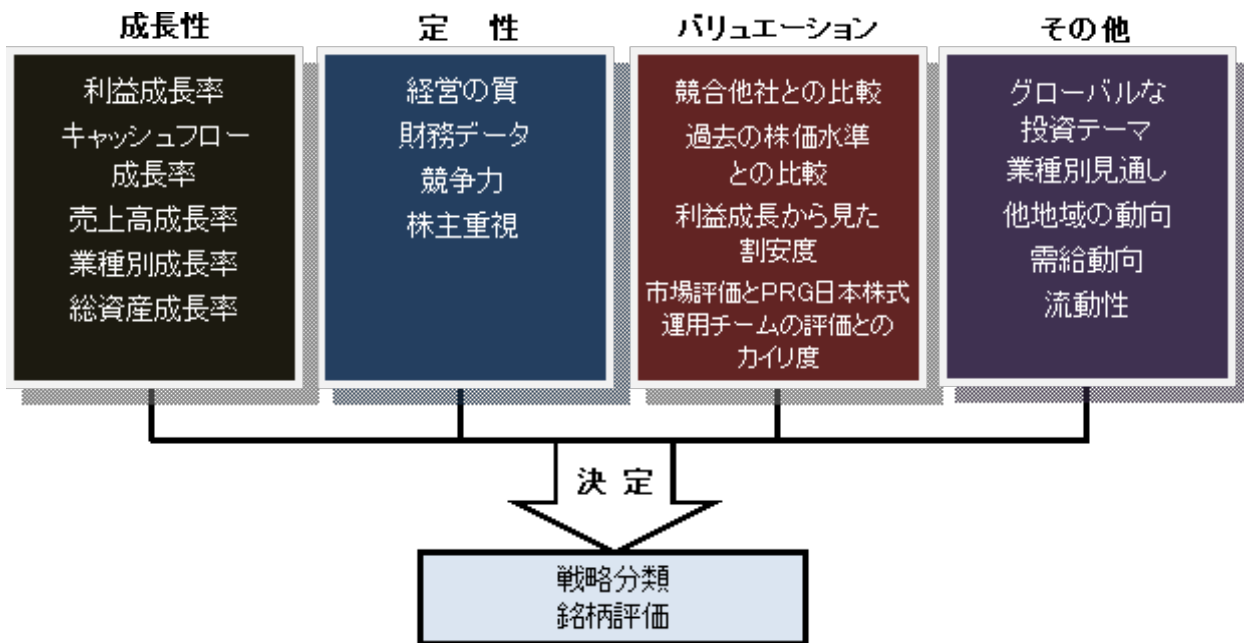 成長性
利益成長率
キャッシュフロー
成長率
売上高成長率
業種別成長率
総資産成長率
定 性
経営の質
財務データ
競争力
株主重視
バリュエーション
競合他社との比較
過去の株価水準
との比較
利益成長から見た
割安度
市場評価とPRG日本株式
運用チームの評価との
カイリ度
その他
グローバルな
投資テーマ
業種別見通し
他地域の動向
需給動向
流動性
決 定
戦略分類
銘柄評価